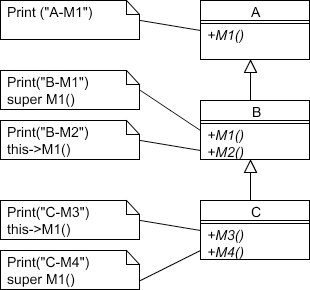 Print ("A-M1")
A
+M1()
Print("B-M1")
super M1()
Print("B-M2")
this->M1()
B
+M1()
+M2()
Print("C-M3")
this->M1()
Print("C-M4")
super M1()
C
+M3()
+M4()